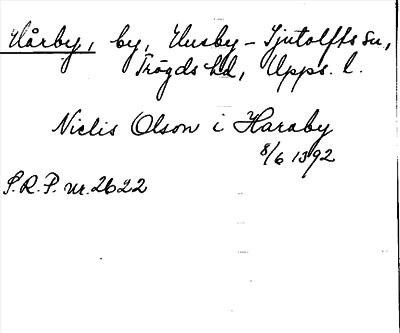 Hårby, by, Husby-Sjutolfts sn,
Trögds hd, Upps. l.
Niclis Olson i Haraby
8/6 1392
S.R.P. nr. 2622